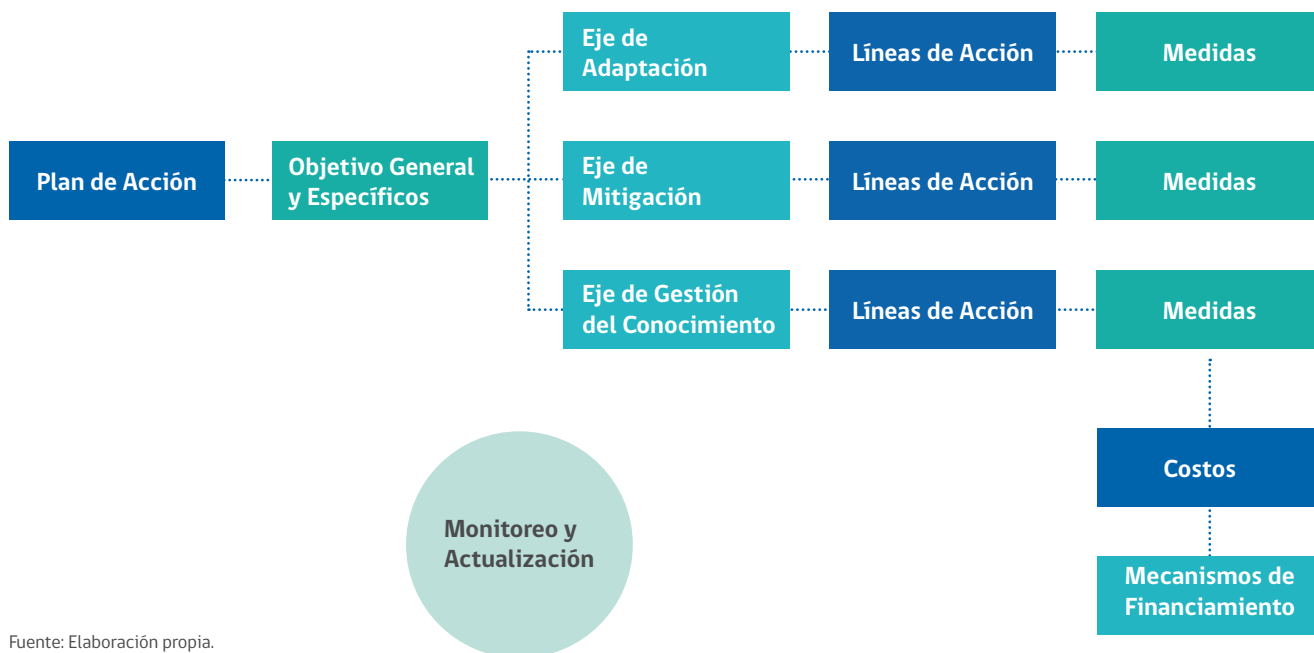 Plan de Acción
Objetivo General
y Específicos
Eje de
Adaptación
Líneas de Acción
Medidas
Eje de
Mitigación
Líneas de Acción
Medidas
Eje de Gestión
del Conocimiento
Líneas de Acción
Medidas
Costos
Mecanismos de
Financiamiento
Monitoreo y
Actualización
Fuente: Elaboración propia.